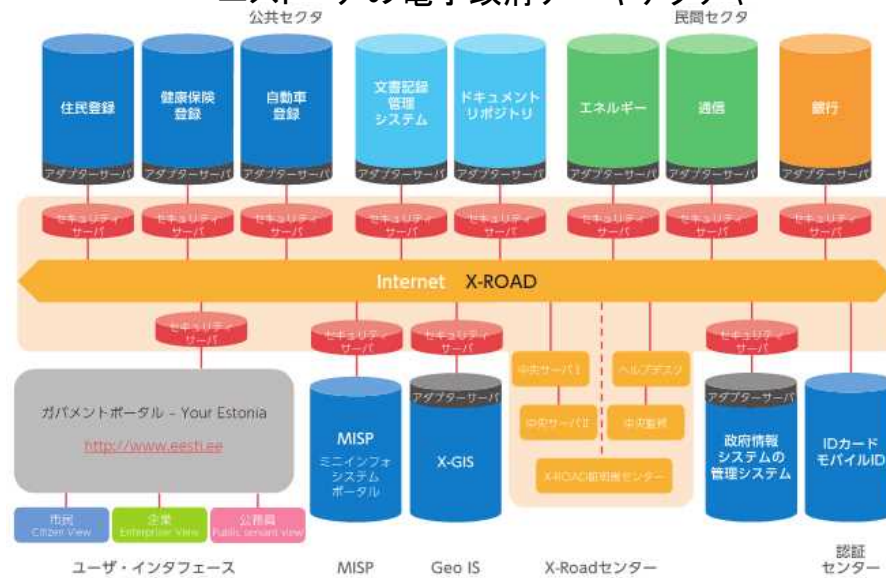 公共セクタ
民間セクタ
住民登録
健康保険
登録
自動車
登録
文書記録
管理
システム
ドキュメント
リポジトリ
エネルギー
通信
銀行
アダプターサーバ
アダプターサーバ
アダプターサーバ
アダプターサーバ
アダプターサーバ
アダプターサーバ
アダプターサーバ
アダプターサーバ
セキュリティ
サーバ
セキュリティ
サーバ
セキュリティ
サーバ
セキュリティ
サーバ
セキュリティ
サーバ
セキュリティ
サーバ
セキュリティ
サーバ
セキュリティ
サーバ
Internet X-ROAD
セキュリティ
サーバ
セキュリティ
サーバ
セキュリティ
サーバ
セキュリティ
サーバ
ガバメントポータル – Your Estonia
http://www.eesti.ee
MISP
ミニインフォ
システム
ポータル
アダプターサーバ
X-GIS
中央サーバ I
ヘルプデスク
中央サーバ II
中央監視
X-ROAD証明書センター
アダプターサーバ
政府情報
システムの
管理システム
IDカード
モバイルID
市民
Citizen View
企業
Enterprise View
公務員
Public servant view
ユーザ・インタフェース
MISP
Geo IS
X-Roadセンター
認証
センター